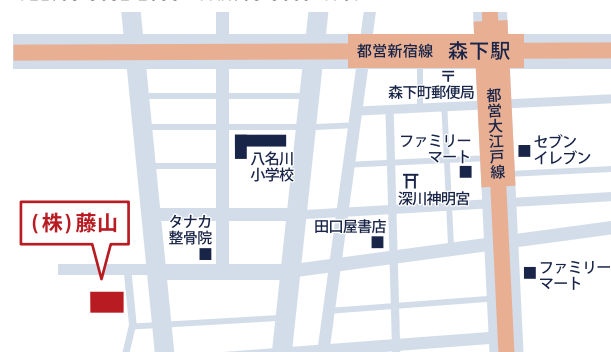 都営新宿線 森下駅
〒
森下町郵便局
都営大江戸線
ファミリー
マート
セブン
イレブン
八名川
小学校
深川神明宮
(株)藤山
タナカ
整骨院
田口屋書店
ファミリー
マート